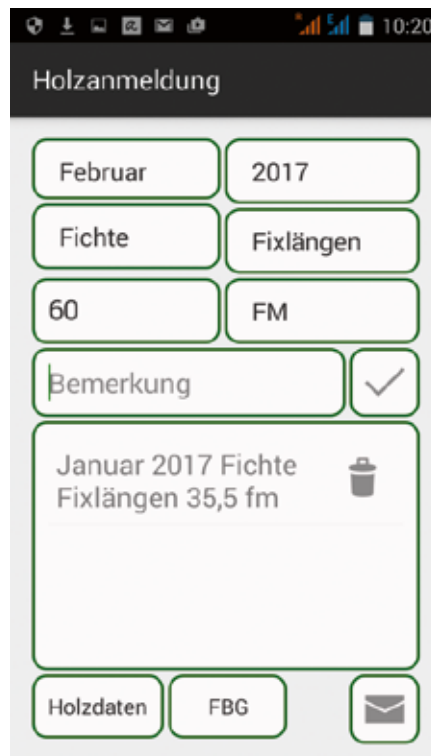 10:20
Holzanmeldung
Februar 2017
Fichte Fixlängen
60 FM
Bemerkung
Januar 2017 Fichte
Fixlängen 35,5 fm
Holzdaten FBG